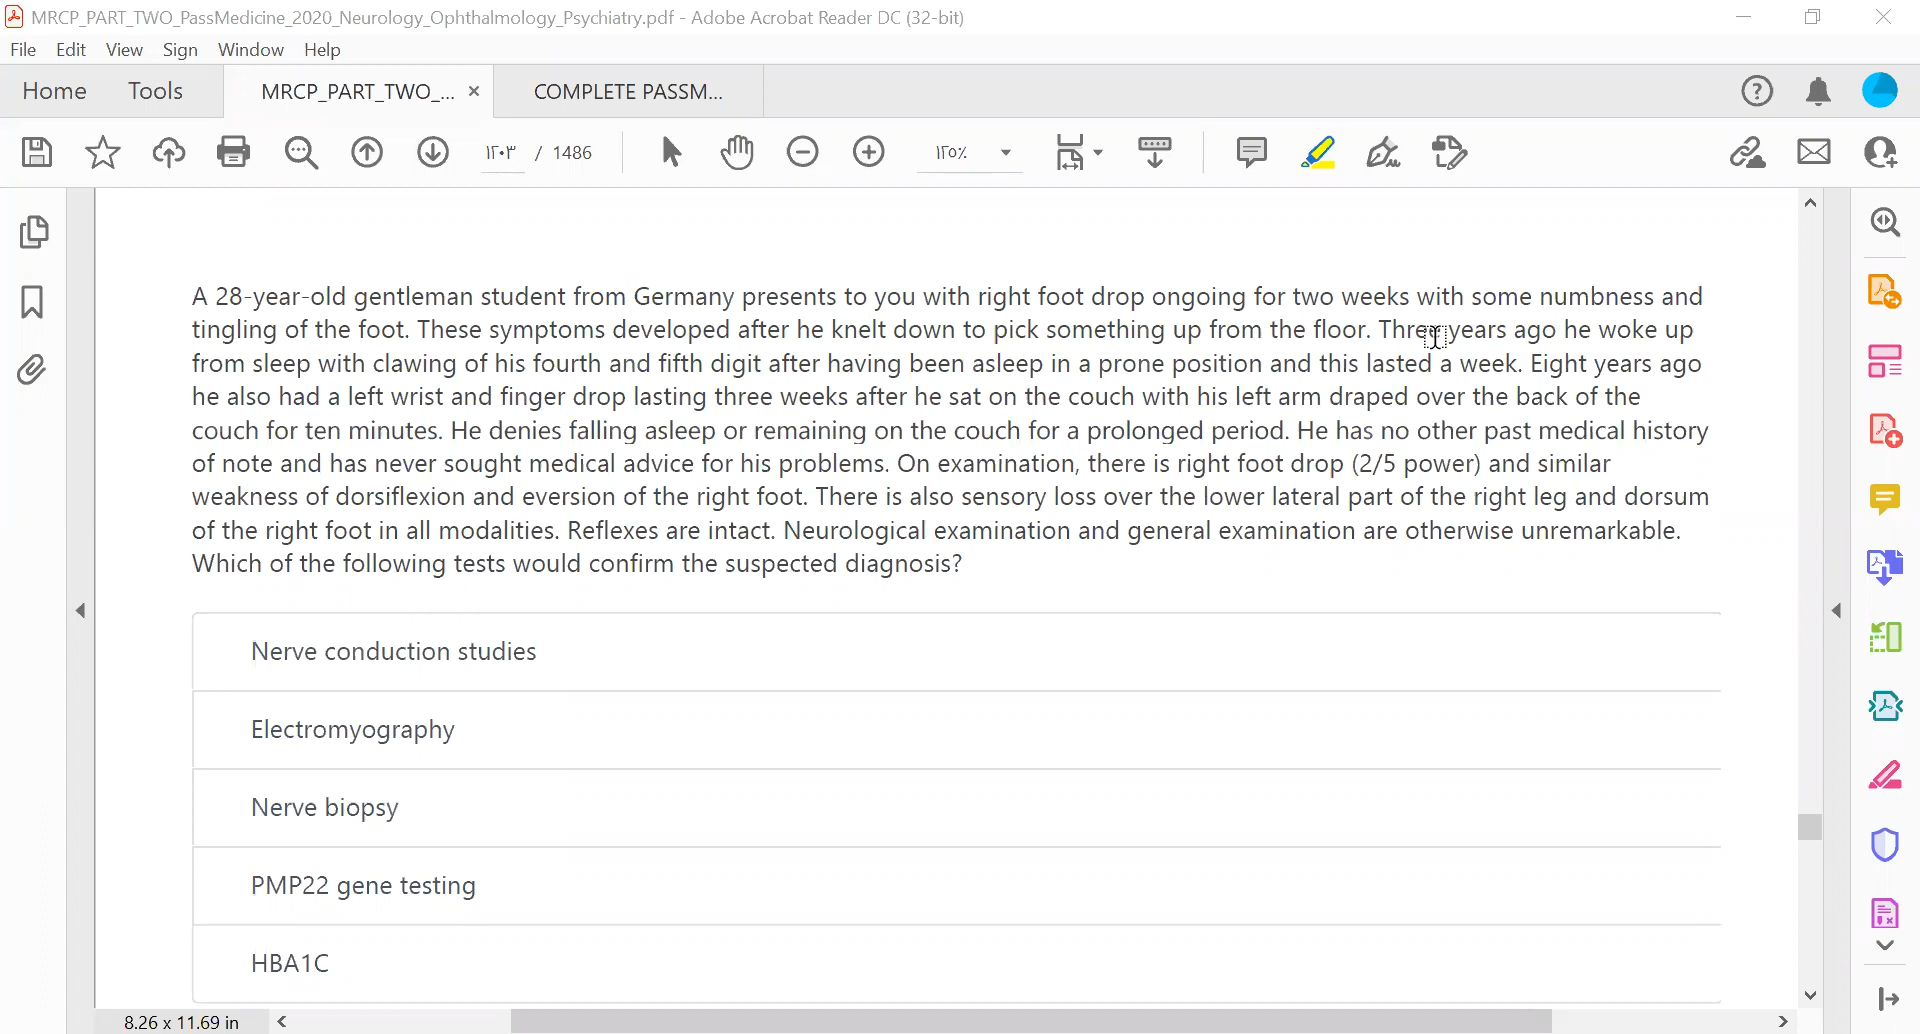 MRCP_PART_TWO_PassMedicine_2020_Neurology_Ophthalmology_Psychiatry.pdf - Adobe Acrobat Reader DC (32-bit)
File Edit View Sign Window Help
Home Tools MRCP_PART_TWO_... × COMPLETE PASSM...
١٢٠٣ / 1486 ١٢٥٪
A 28-year-old gentleman student from Germany presents to you with right foot drop ongoing for two weeks with some numbness and
tingling of the foot. These symptoms developed after he knelt down to pick something up from the floor. Three years ago he woke up
from sleep with clawing of his fourth and fifth digit after having been asleep in a prone position and this lasted a week. Eight years ago
he also had a left wrist and finger drop lasting three weeks after he sat on the couch with his left arm draped over the back of the
couch for ten minutes. He denies falling asleep or remaining on the couch for a prolonged period. He has no other past medical history
of note and has never sought medical advice for his problems. On examination, there is right foot drop (2/5 power) and similar
weakness of dorsiflexion and eversion of the right foot. There is also sensory loss over the lower lateral part of the right leg and dorsum
of the right foot in all modalities. Reflexes are intact. Neurological examination and general examination are otherwise unremarkable.
Which of the following tests would confirm the suspected diagnosis?
Nerve conduction studies
Electromyography
Nerve biopsy
PMP22 gene testing
HBA1C
8.26 x 11.69 in